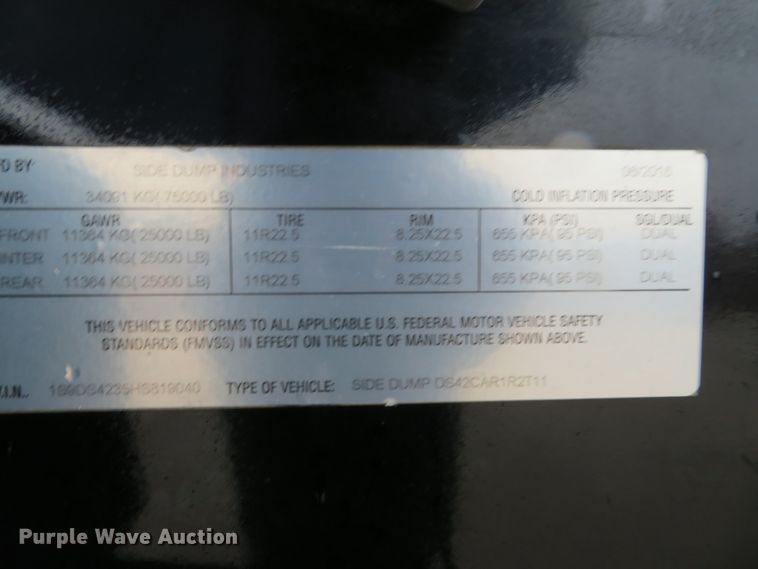 FD BY: SIDE DUMP INDUSTRIES 06/2016
VWR: 34091 KG( 75000 LB) COLD INFLATION PRESSURE
GAWR TIRE RIM KPA (PSI) SGL/DUAL
FRONT 11364 KG( 25000 LB) 11R22.5 8.25X22.5 655 KPA( 95 PSI) DUAL
INTER 11364 KG( 25000 LB) 11R22.5 8.25X22.5 655 KPA( 95 PSI) DUAL
REAR 11364 KG( 25000 LB) 11R22.5 8.25X22.5 655 KPA( 95 PSI) DUAL
THIS VEHICLE CONFORMS TO ALL APPLICABLE U.S. FEDERAL MOTOR VEHICLE SAFETY
STANDARDS (FMVSS) IN EFFECT ON THE DATE OF MANUFACTURE SHOWN ABOVE.
V.I.N.. 1S9DS4235HS819040 TYPE OF VEHICLE: SIDE DUMP DS42CAR1R2T11
Purple Wave Auction